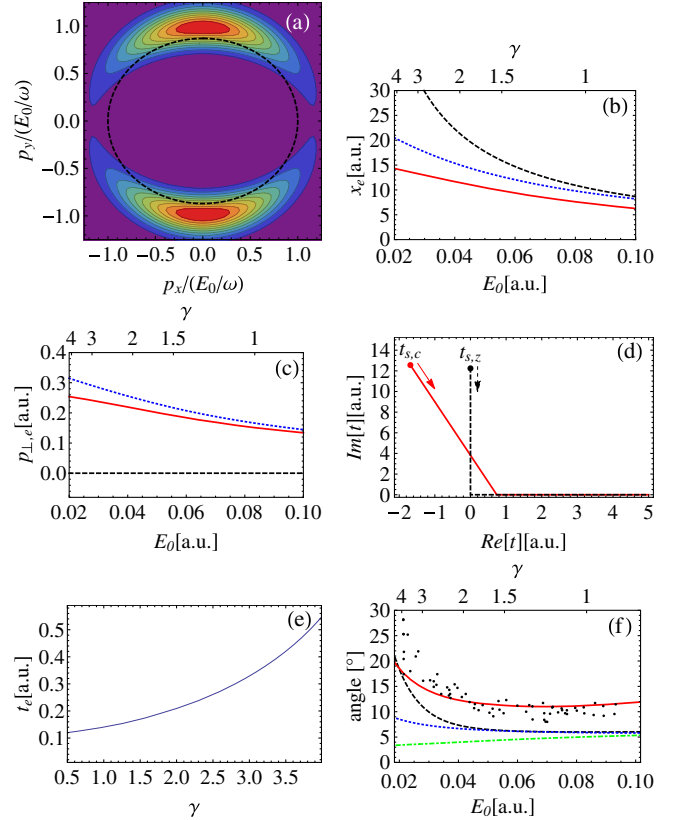 (a)
1.0
0.5
0.0
−0.5
−1.0
p_y/(E_0/ω)
−1.0 −0.5 0.0 0.5 1.0
p_x/(E_0/ω)
γ
4 3 2 1.5 1
(b)
30
25
20
15
10
5
0
x_e[a.u.]
0.02 0.04 0.06 0.08 0.10
E_0[a.u.]
γ
4 3 2 1.5 1
(c)
0.4
0.3
0.2
0.1
0.0
p_⊥,e[a.u.]
0.02 0.04 0.06 0.08 0.10
E_0[a.u.]
(d)
t_s,c
t_s,z
14
12
10
8
6
4
2
0
Im[t][a.u.]
−2 −1 0 1 2 3 4 5
Re[t][a.u.]
(e)
0.5
0.4
0.3
0.2
0.1
t_e[a.u.]
0.5 1.0 1.5 2.0 2.5 3.0 3.5
γ
γ
4 3 2 1.5 1
(f)
30
25
20
15
10
5
0
angle [°]
0.02 0.04 0.06 0.08 0.10
E_0[a.u.]